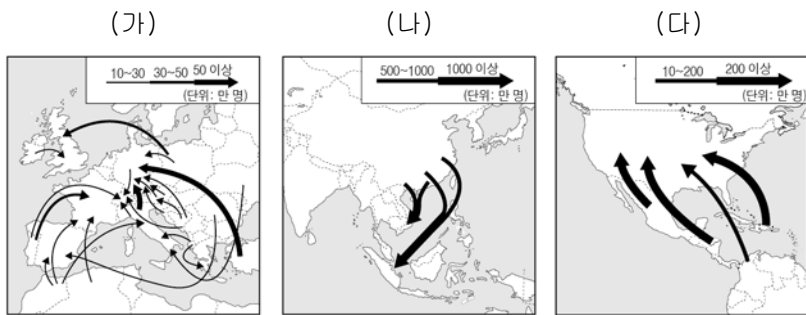 (가) (나) (다)
10~30 30~50 50 이상
(단위: 만 명)
500~1000 1000 이상
(단위: 만 명)
10~200 200 이상
(단위: 만 명)